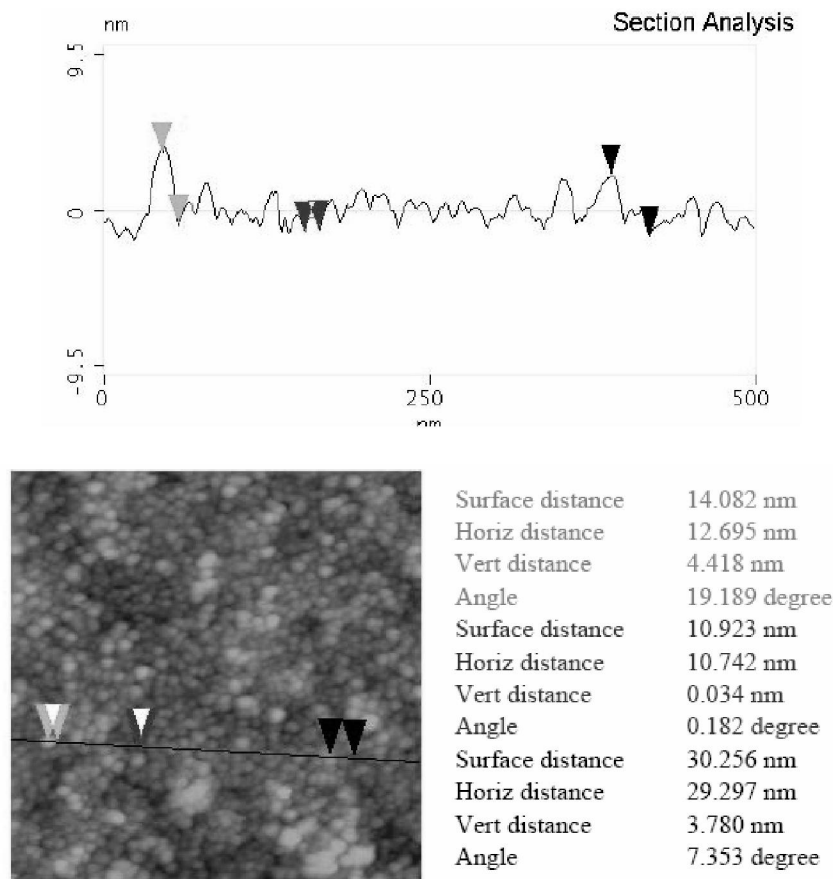 nm
Section Analysis
9.5
0
-9.5
0 250 500
nm
Surface distance 14.082 nm
Horiz distance 12.695 nm
Vert distance 4.418 nm
Angle 19.189 degree
Surface distance 10.923 nm
Horiz distance 10.742 nm
Vert distance 0.034 nm
Angle 0.182 degree
Surface distance 30.256 nm
Horiz distance 29.297 nm
Vert distance 3.780 nm
Angle 7.353 degree